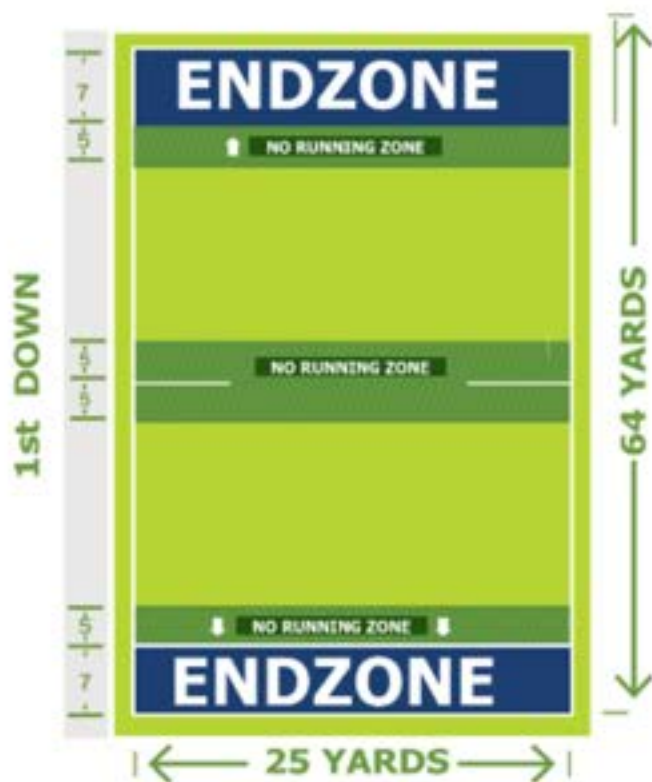 ENDZONE
7
5
NO RUNNING ZONE
1st DOWN
64 YARDS
5
NO RUNNING ZONE
5
5
NO RUNNING ZONE
7
ENDZONE
25 YARDS